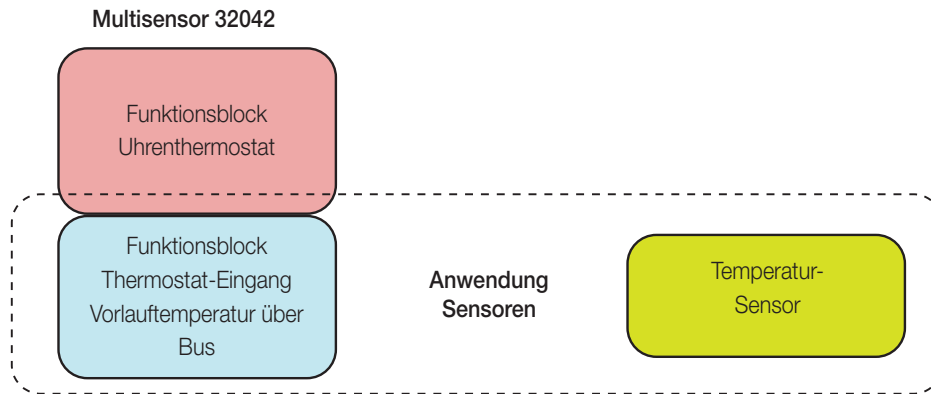 Multisensor 32042
Funktionsblock
Uhrenthermostat
Funktionsblock
Thermostat-Eingang
Vorlauftemperatur über
Bus
Anwendung
Sensoren
Temperatur-
Sensor